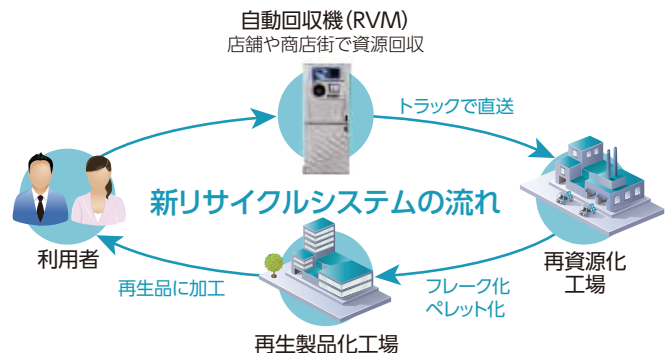 自動回収機(RVM)
店舗や商店街で資源回収
トラックで直送
新リサイクルシステムの流れ
利用者
再資源化
工場
再生品に加工
フレーク化
ペレット化
再生製品化工場